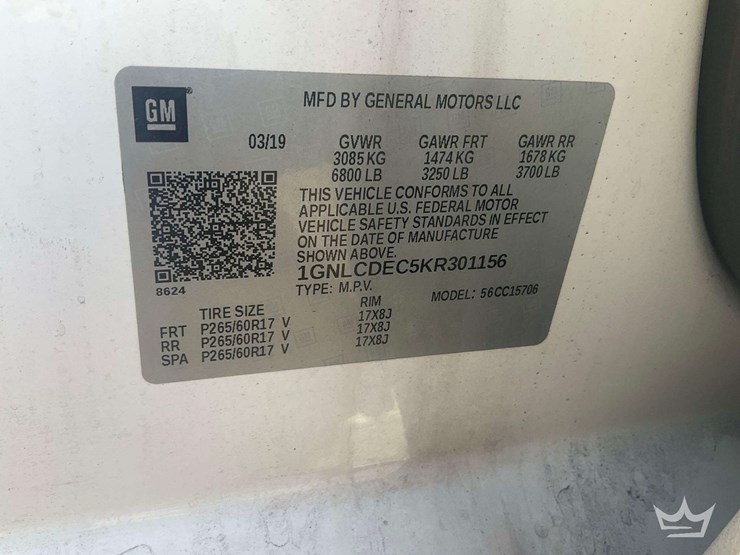 GM
MFD BY GENERAL MOTORS LLC
03/19 GVWR GAWR FRT GAWR RR
3085 KG 1474 KG 1678 KG
6800 LB 3250 LB 3700 LB
THIS VEHICLE CONFORMS TO ALL
APPLICABLE U.S. FEDERAL MOTOR
VEHICLE SAFETY STANDARDS IN EFFECT
ON THE DATE OF MANUFACTURE
SHOWN ABOVE.
1GNLCDEC5KR301156
8624
TYPE: M.P.V. MODEL: 56CC15706
TIRE SIZE RIM
FRT P265/60R17 V 17X8J
RR P265/60R17 V 17X8J
SPA P265/60R17 V 17X8J